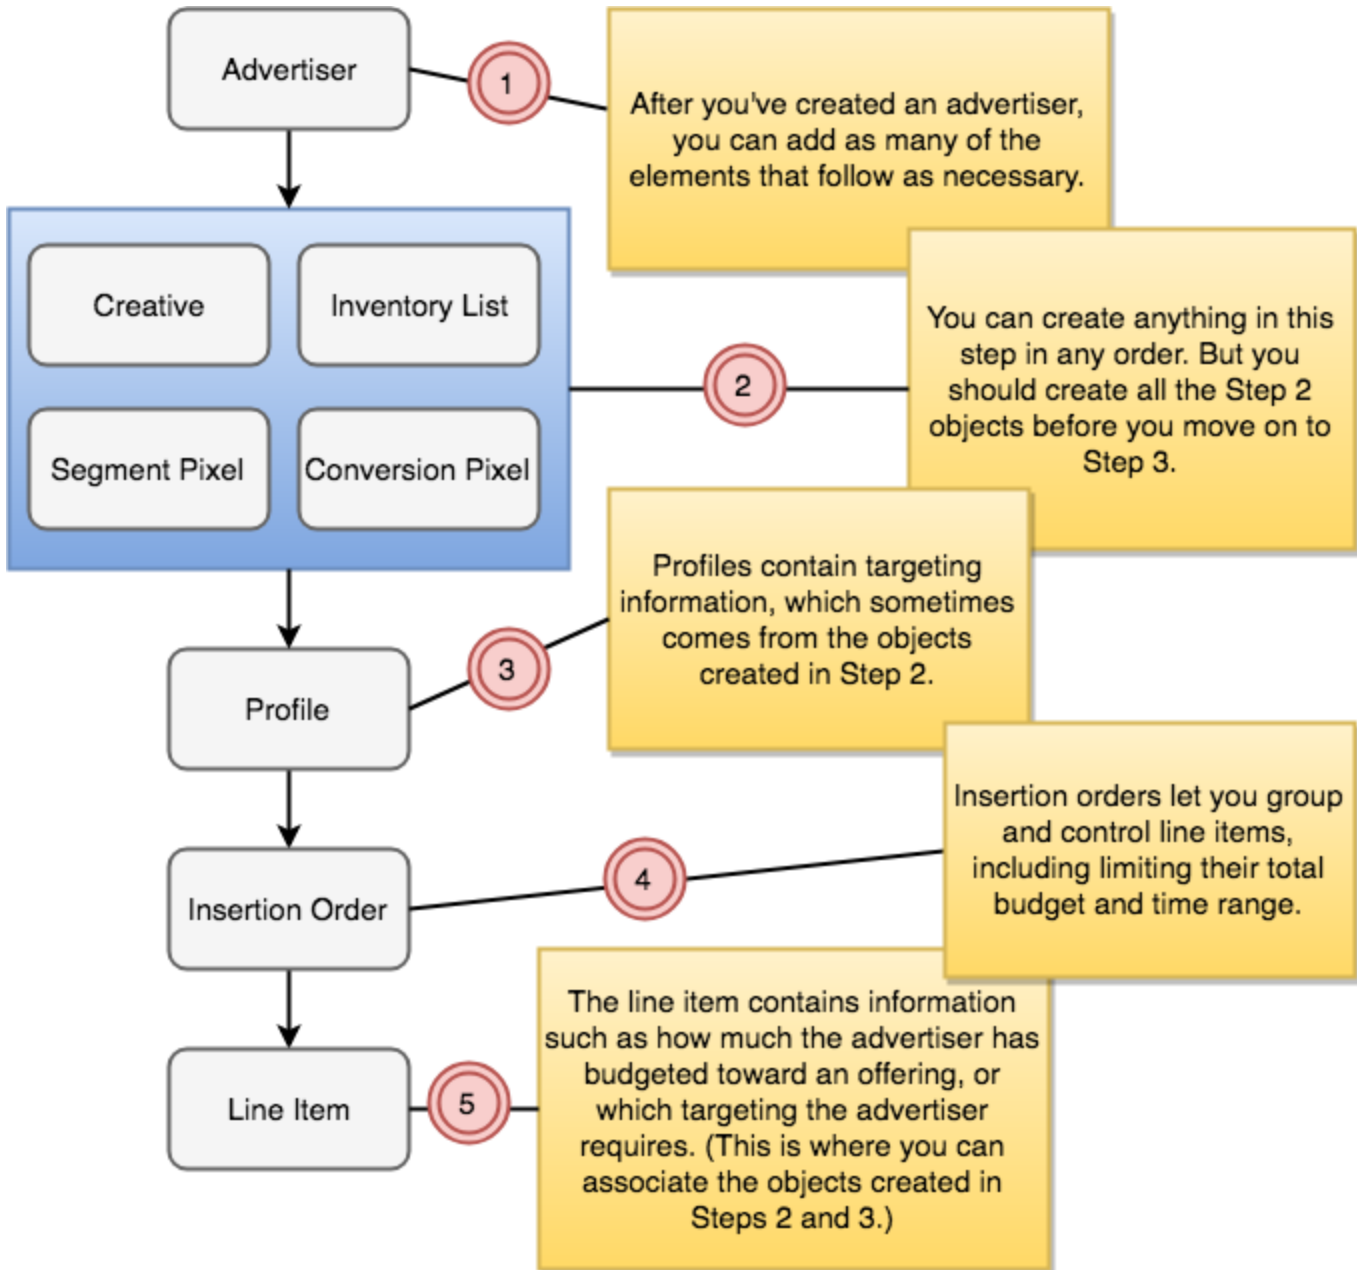 Advertiser
1
After you've created an advertiser,
you can add as many of the
elements that follow as necessary.
Creative
Inventory List
Segment Pixel
Conversion Pixel
2
You can create anything in this
step in any order. But you
should create all the Step 2
objects before you move on to
Step 3.
Profile
3
Profiles contain targeting
information, which sometimes
comes from the objects
created in Step 2.
Insertion Order
4
Insertion orders let you group
and control line items,
including limiting their total
budget and time range.
Line Item
5
The line item contains information
such as how much the advertiser has
budgeted toward an offering, or
which targeting the advertiser
requires. (This is where you can
associate the objects created in
Steps 2 and 3.)